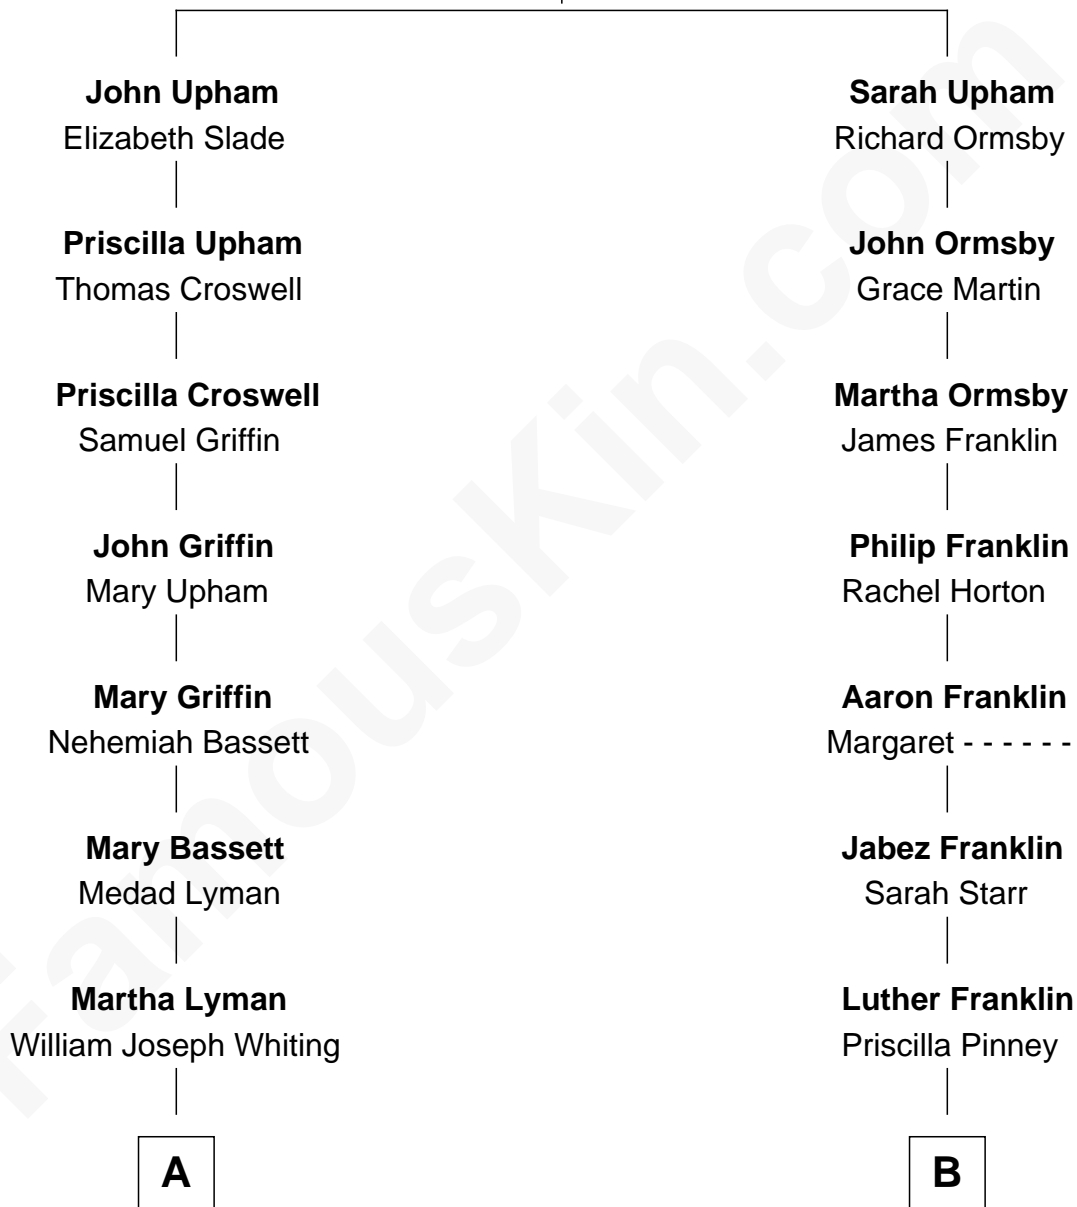 John Upham
Elizabeth Slade
Priscilla Upham
Thomas Croswell
Priscilla Croswell
Samuel Griffin
John Griffin
Mary Upham
Mary Griffin
Nehemiah Bassett
Mary Bassett
Medad Lyman
Martha Lyman
William Joseph Whiting
A
Sarah Upham
Richard Ormsby
John Ormsby
Grace Martin
Martha Ormsby
James Franklin
Philip Franklin
Rachel Horton
Aaron Franklin
Margaret - - - - - -
Jabez Franklin
Sarah Starr
Luther Franklin
Priscilla Pinney
B
FamousKin.com